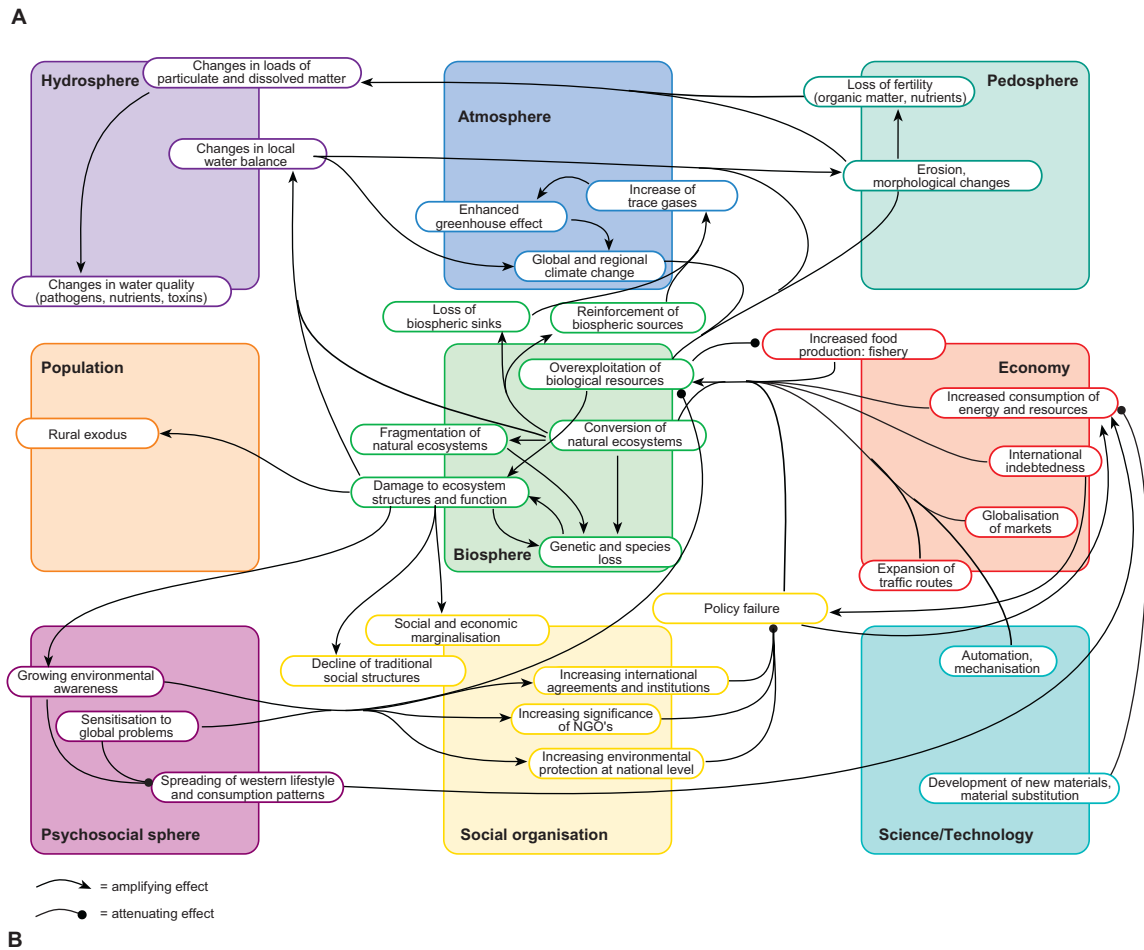 A
Hydrosphere
Changes in loads of
particulate and dissolved matter
Changes in local
water balance
Changes in water quality
(pathogens, nutrients, toxins)
Atmosphere
Increase of
trace gases
Enhanced
greenhouse effect
Global and regional
climate change
Loss of fertility
(organic matter, nutrients)
Pedosphere
Erosion,
morphological changes
Population
Rural exodus
Loss of
biospheric sinks
Reinforcement of
biospheric sources
Overexploitation of
biological resources
Fragmentation of
natural ecosystems
Conversion of
natural ecosystems
Damage to ecosystem
structures and function
Biosphere
Genetic and species
loss
Increased food
production: fishery
Economy
Increased consumption of
energy and resources
International
indebtedness
Globalisation
of markets
Expansion of
traffic routes
Growing environmental
awareness
Sensitisation to
global problems
Spreading of western lifestyle
and consumption patterns
Psychosocial sphere
Social and economic
marginalisation
Decline of traditional
social structures
Policy failure
Increasing international
agreements and institutions
Increasing significance
of NGO's
Increasing environmental
protection at national level
Social organisation
Automation,
mechanisation
Development of new materials,
material substitution
Science/Technology
= amplifying effect
= attenuating effect
B